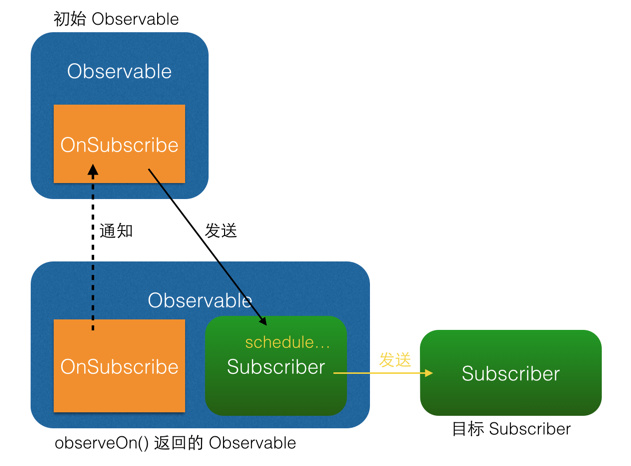 初始 Observable
Observable
OnSubscribe
通知
发送
Observable
OnSubscribe
schedule...
Subscriber
发送
Subscriber
目标 Subscriber
observeOn() 返回的 Observable